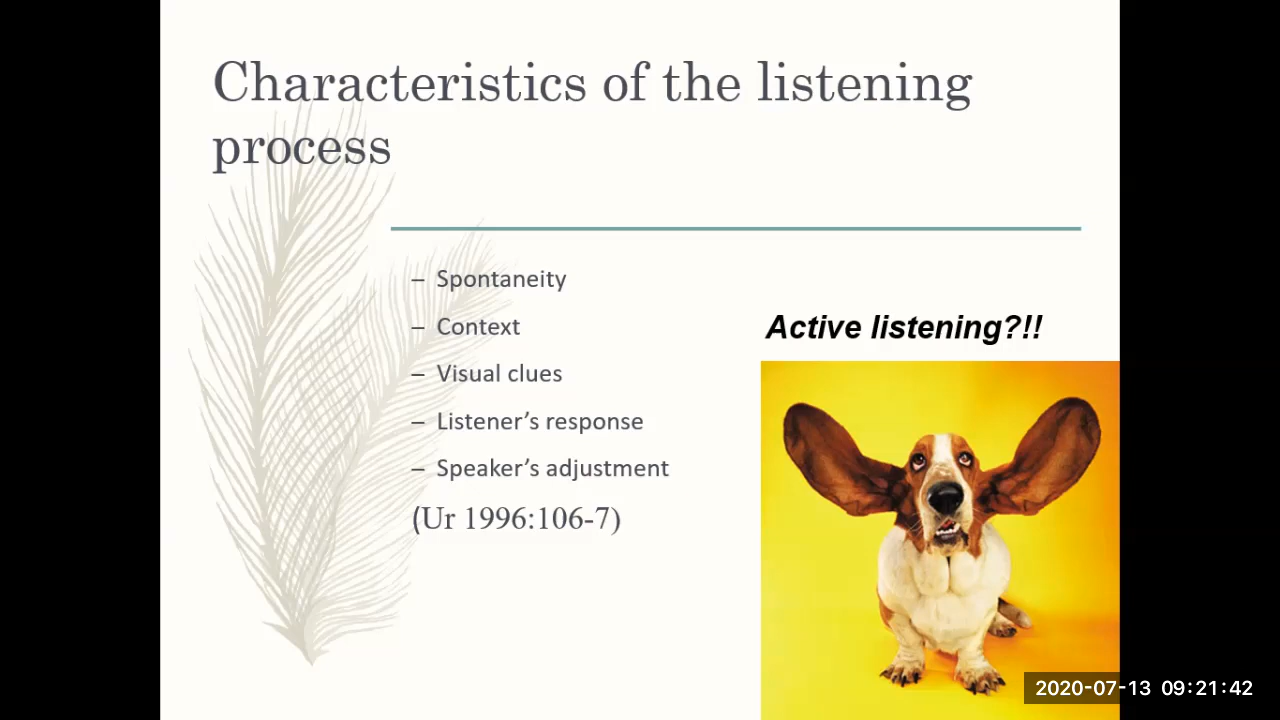 Characteristics of the listening
process
– Spontaneity
– Context
– Visual clues
– Listener’s response
– Speaker’s adjustment
(Ur 1996:106-7)
Active listening?!!
2020-07-13 09:21:42